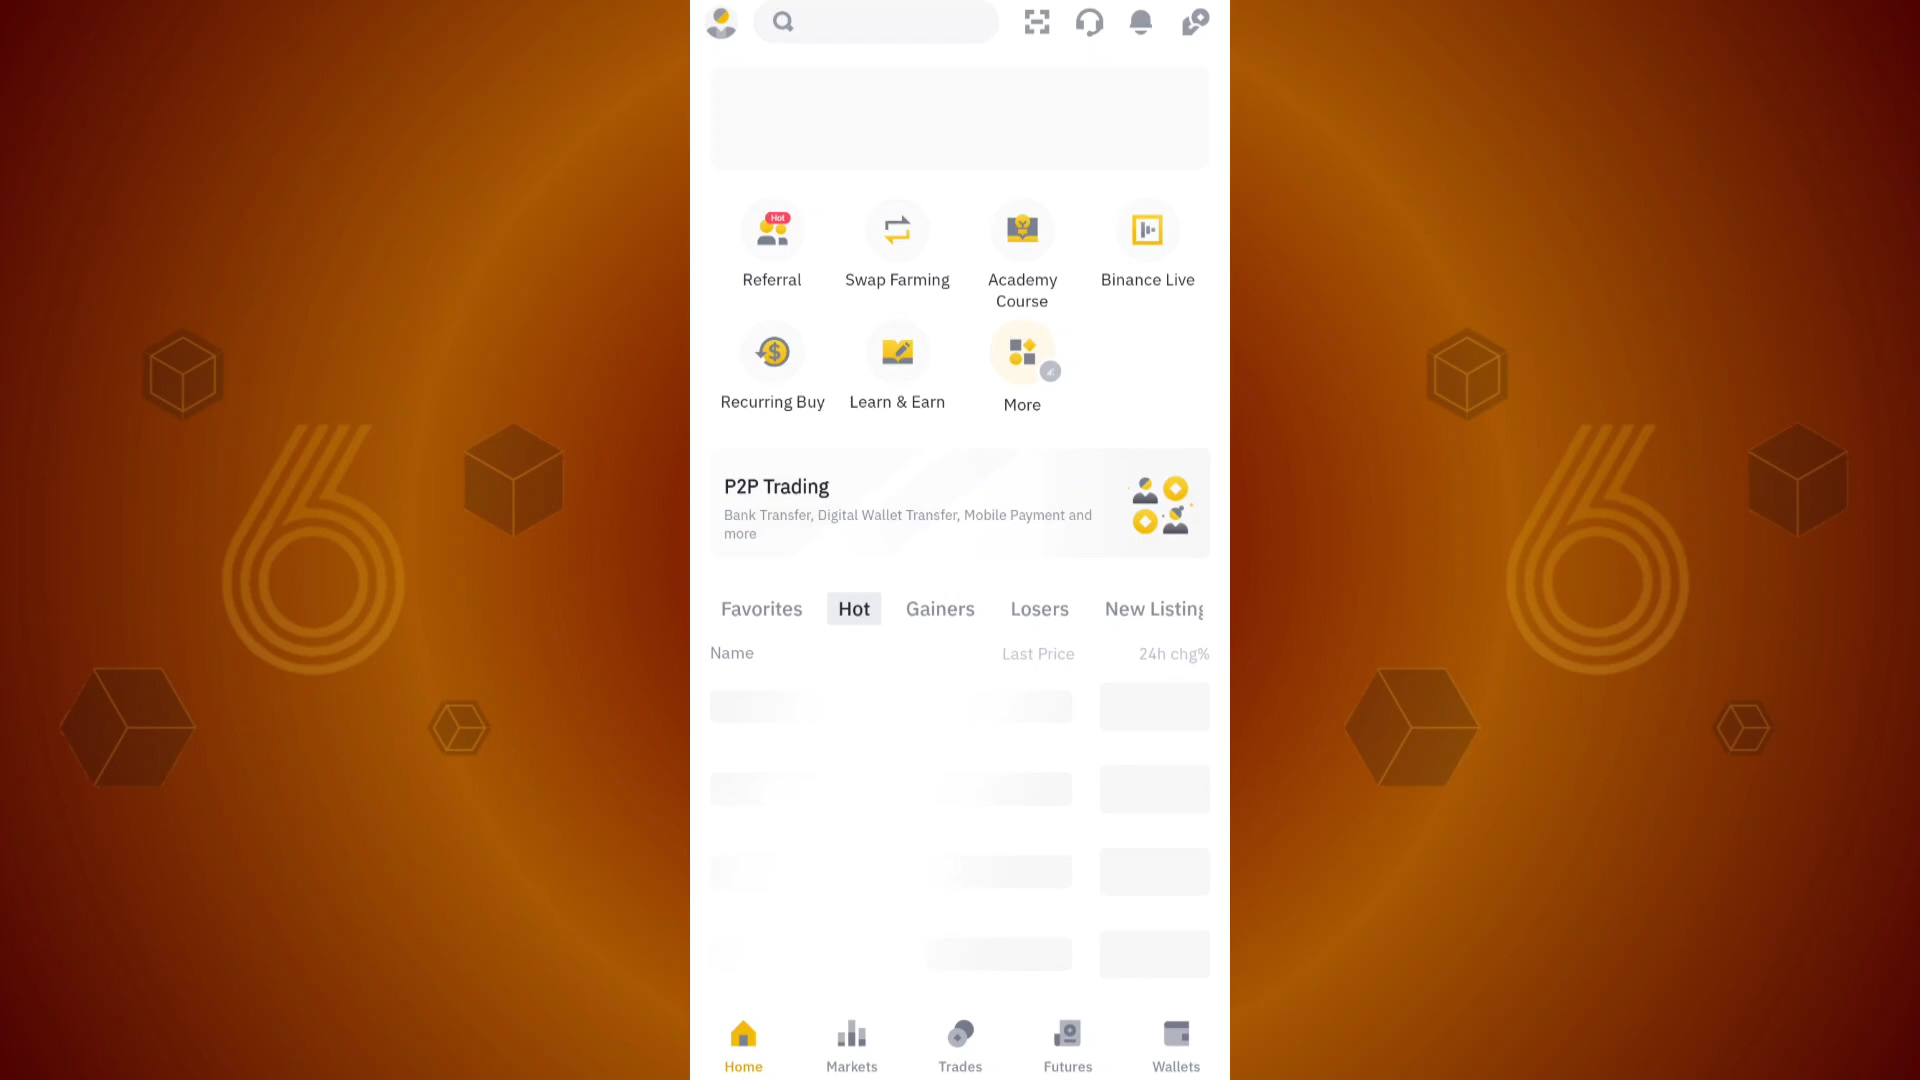 Hot
Referral
Swap Farming
Academy
Course
Binance Live
Recurring Buy
Learn & Earn
More
P2P Trading
Bank Transfer, Digital Wallet Transfer, Mobile Payment and
more
Favorites Hot Gainers Losers New Listing
Name Last Price 24h chg%
Home Markets Trades Futures Wallets
6
6